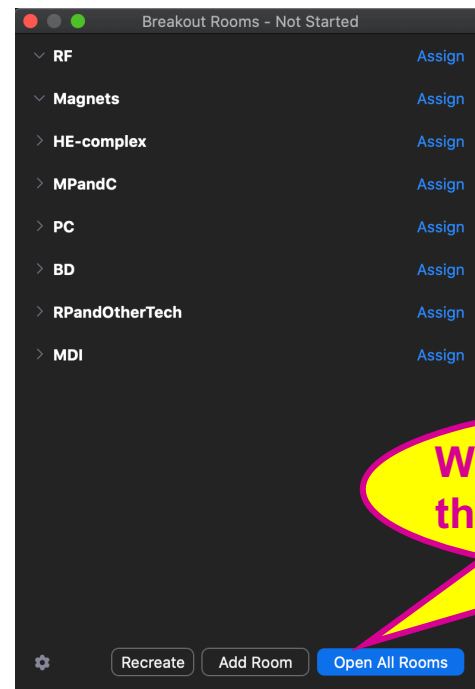 Breakout Rooms - Not Started
RF Assign
Magnets Assign
HE-complex Assign
MPandC Assign
PC Assign
BD Assign
RPandOtherTech Assign
MDI Assign
Recreate Add Room Open All Rooms